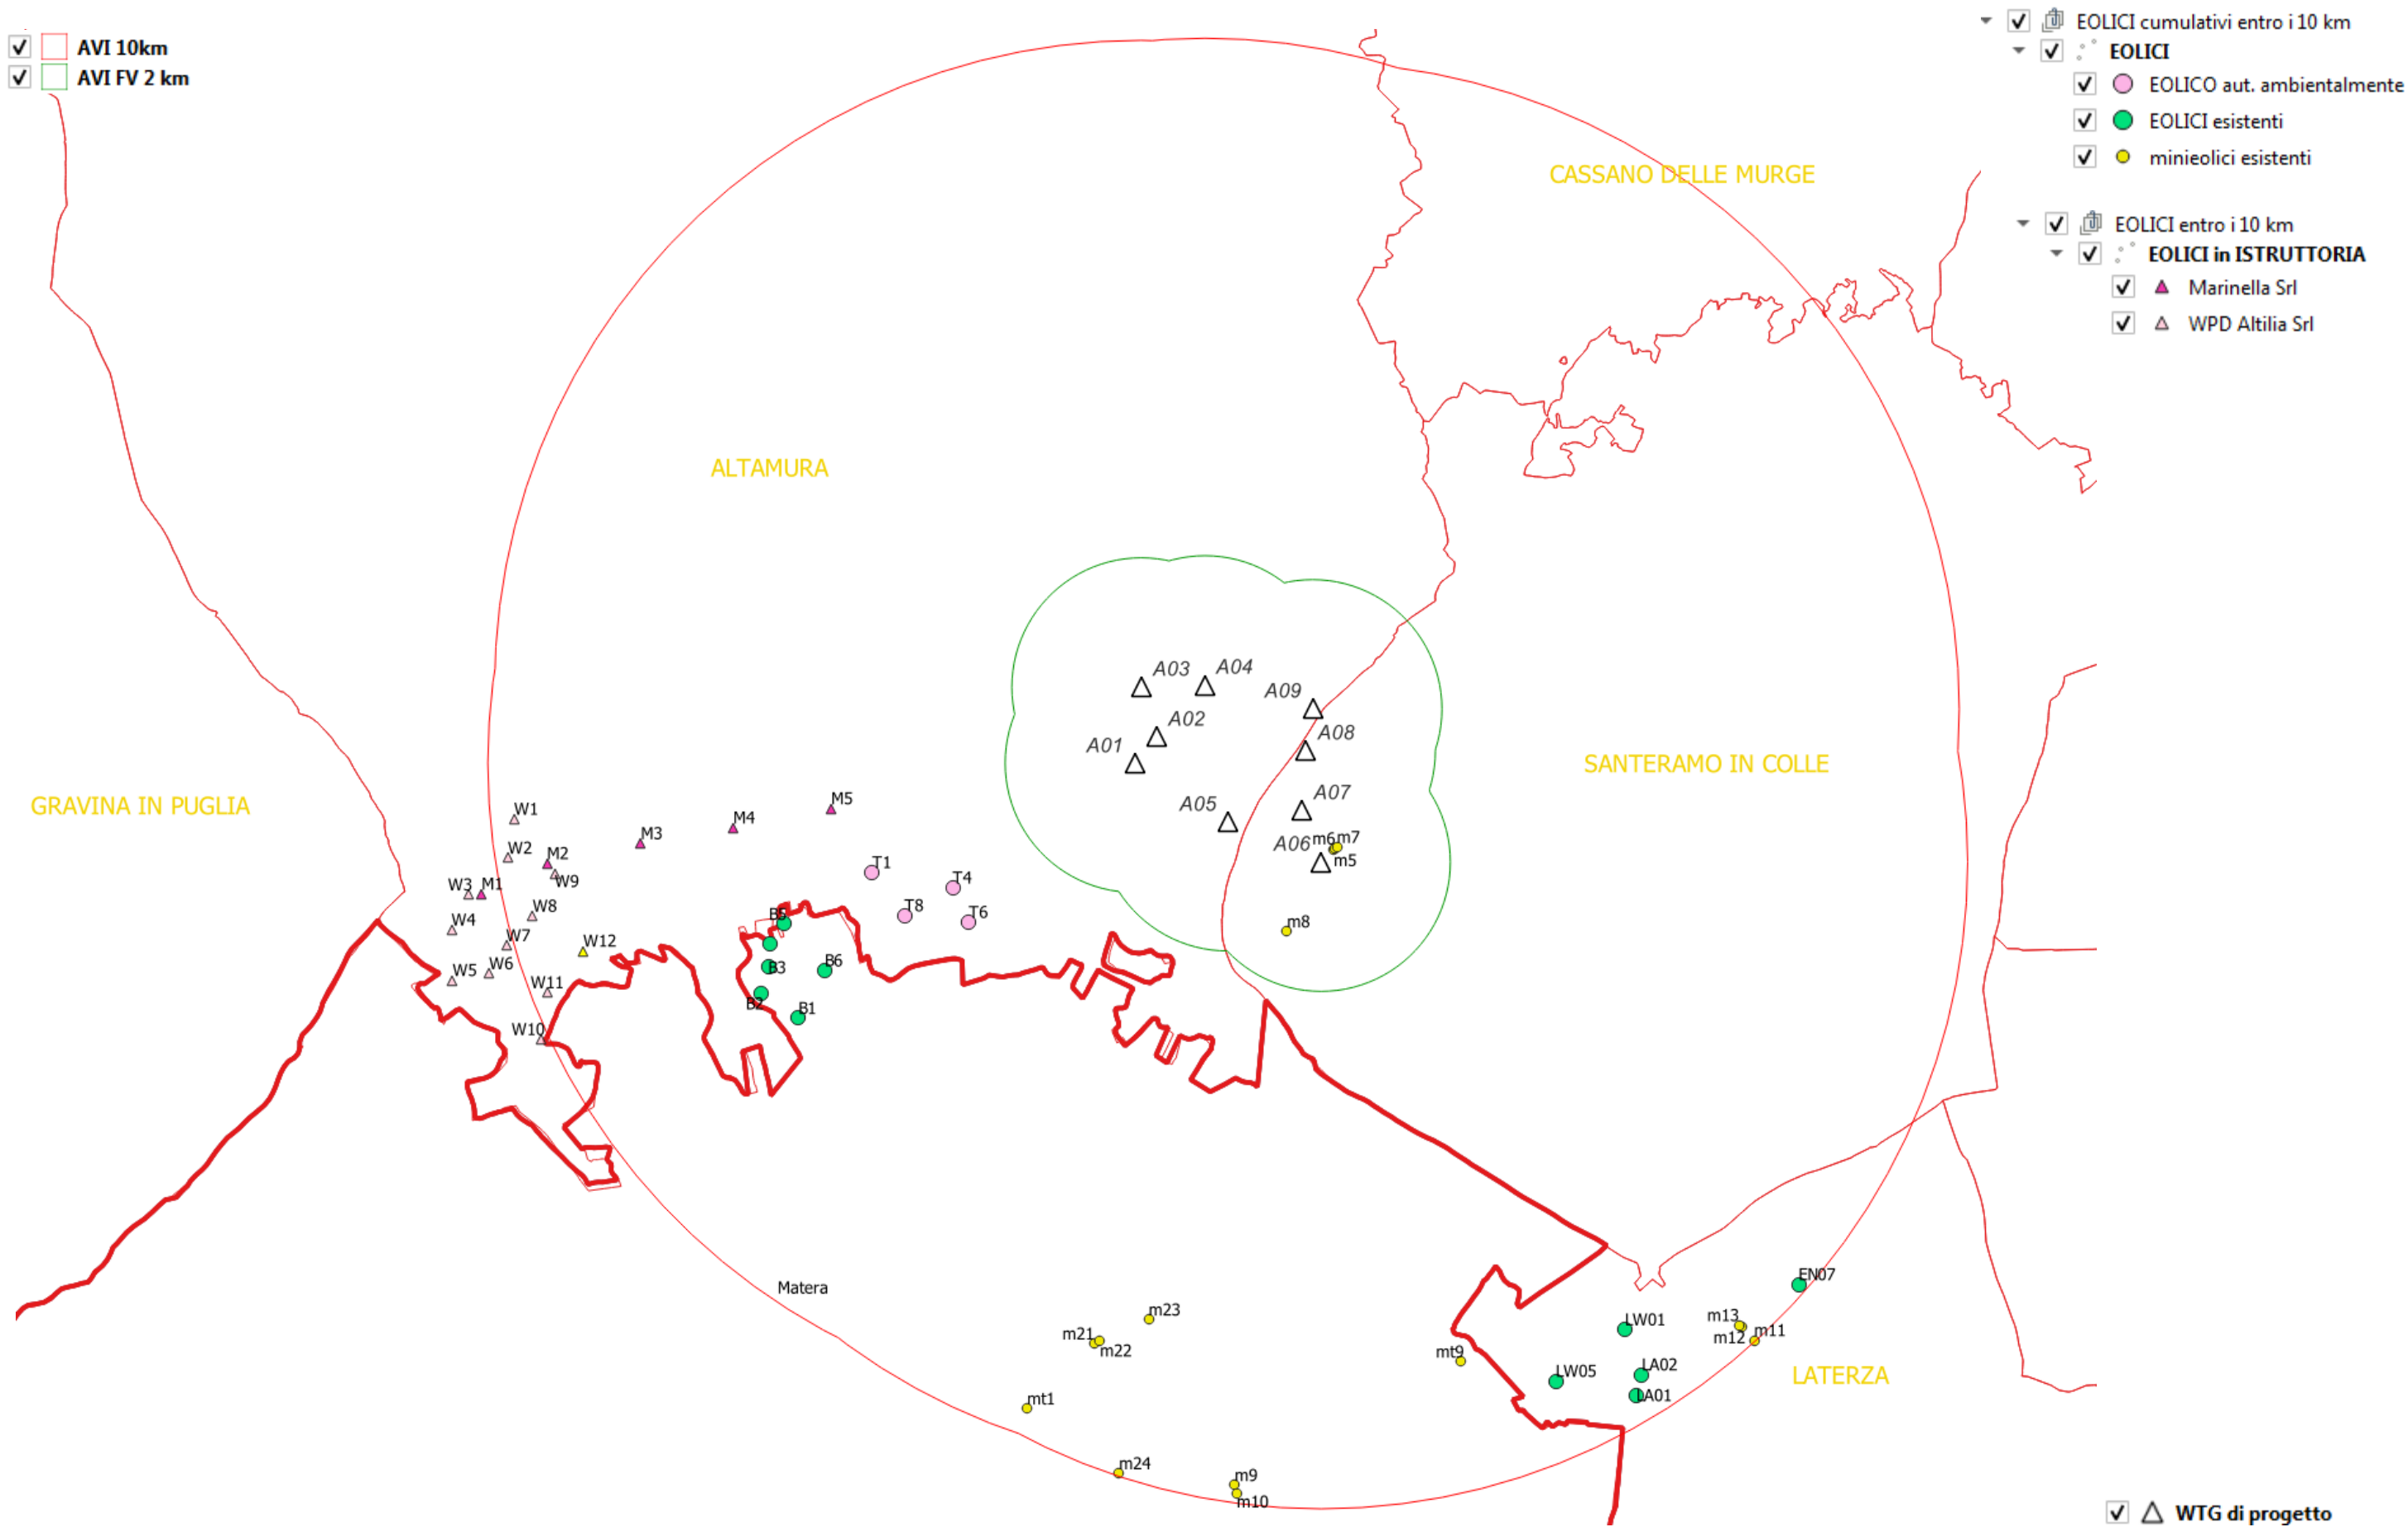 AVI 10km
AVI FV 2 km
EOLICI cumulativi entro i 10 km
EOLICI
EOLICO aut. ambientalmente
EOLICI esistenti
minieolici esistenti
EOLICI entro i 10 km
EOLICI in ISTRUTTORIA
Marinella Srl
WPD Altilia Srl
CASSANO DELLE MURGE
ALTAMURA
A03
A04
A09
A02
A08
A01
SANTERAMO IN COLLE
GRAVINA IN PUGLIA
A07
A05
M5
W1
M4
M3
A06
m6
m7
m5
W2
M2
W9
T1
T4
W3
M1
W8
W4
T8
T6
B5
m8
W7
W12
B3
B6
W5
W6
W11
B2
B1
W10
Matera
EN07
m23
m21
m22
LW01
m13
m12
m11
mt9
LW05
LA02
LA01
LATERZA
mt1
m24
m9
m10
WTG di progetto